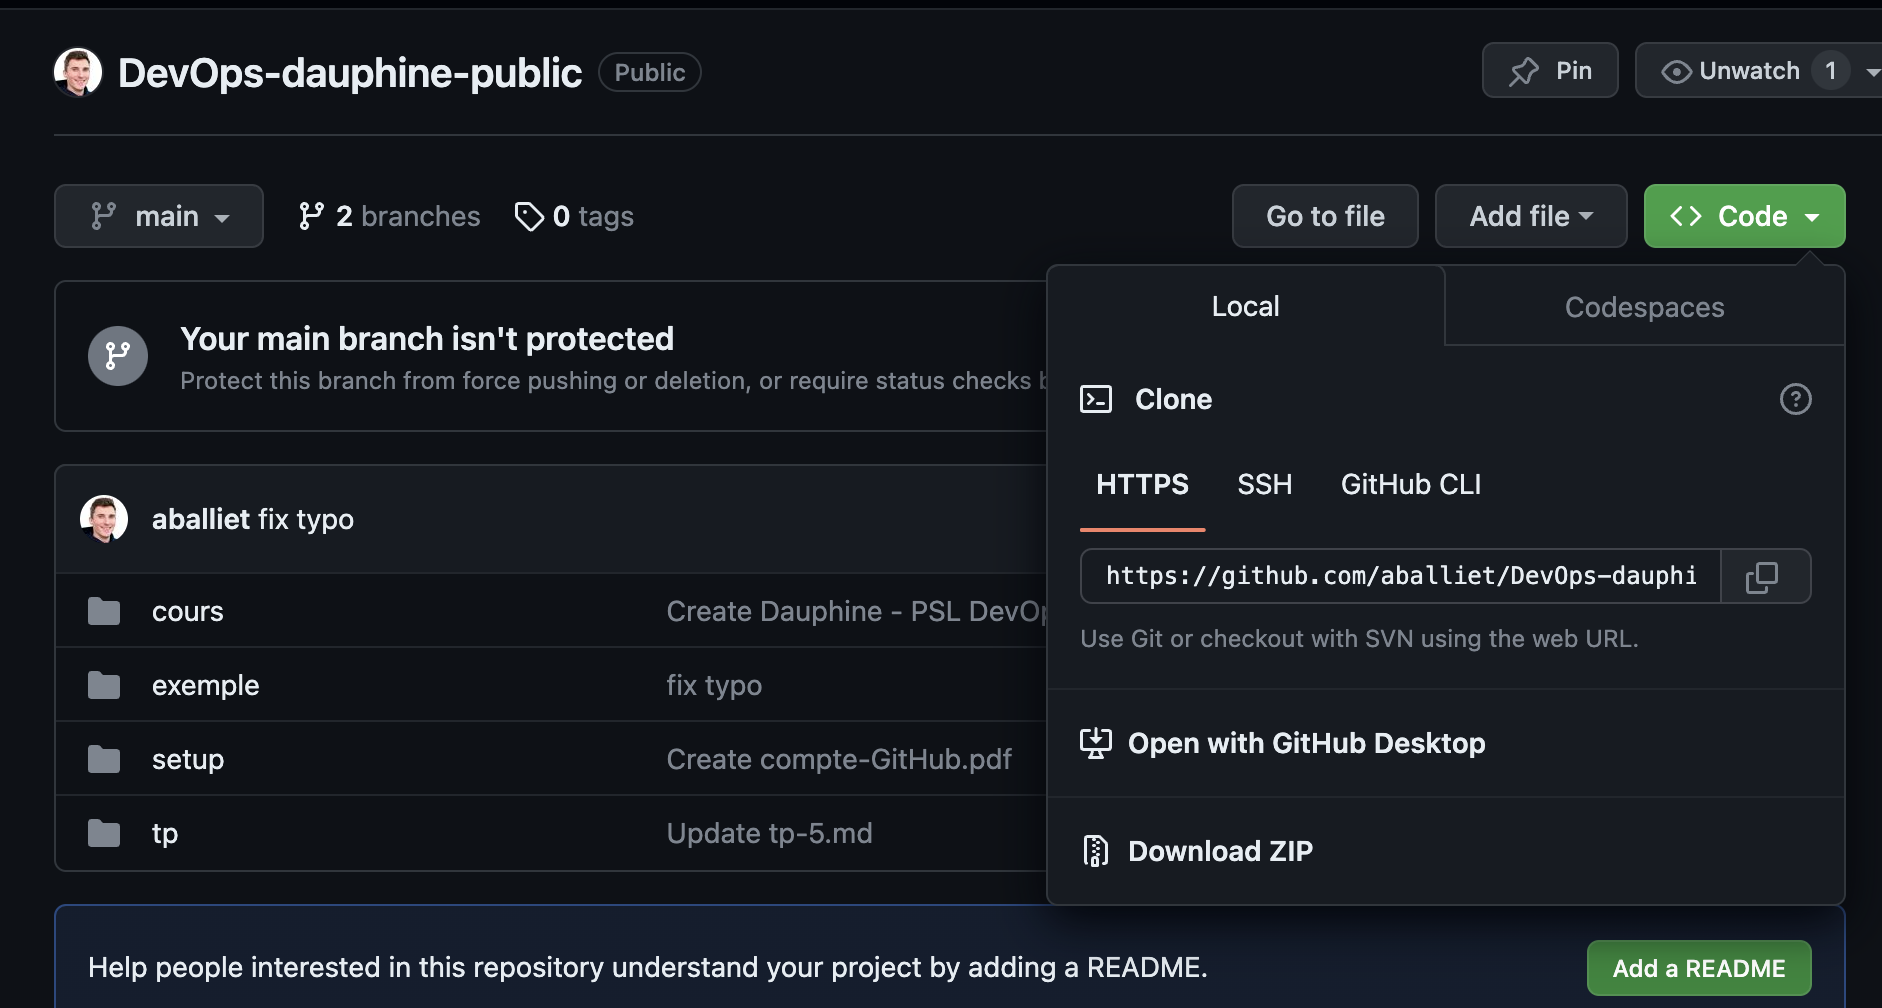 DevOps-dauphine-public Public
Pin Unwatch 1
main 2 branches 0 tags Go to file Add file Code
Your main branch isn't protected
Protect this branch from force pushing or deletion, or require status checks
aballiet fix typo
cours Create Dauphine - PSL
exemple fix typo
setup Create compte-GitHub.pdf
tp Update tp-5.md
Local Codespaces
Clone
HTTPS SSH GitHub CLI
https://github.com/aballiet/DevOps-dauphi
Use Git or checkout with SVN using the web URL.
Open with GitHub Desktop
Download ZIP
Help people interested in this repository understand your project by adding a README. Add a README